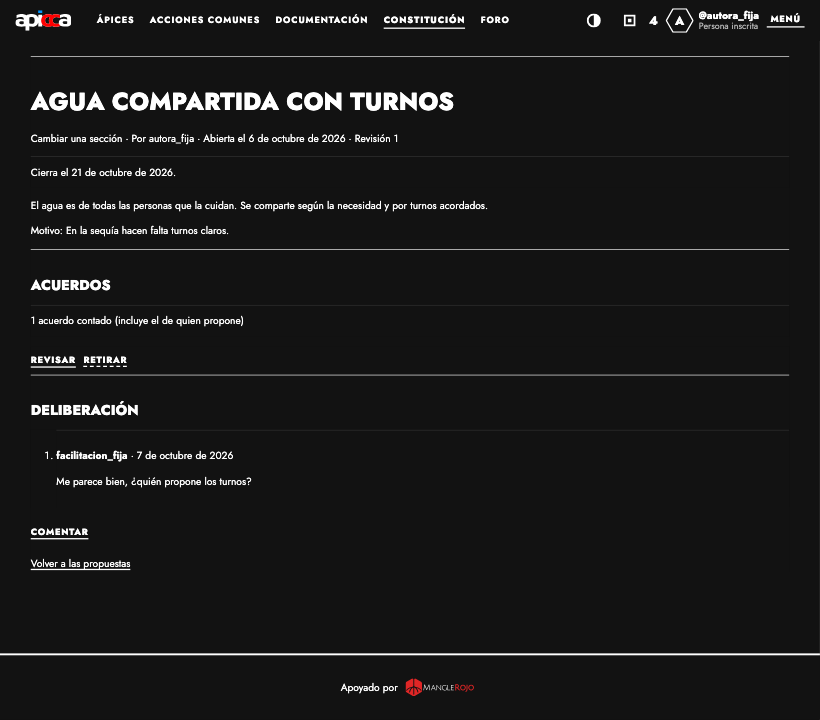 apicca
ÁPICES ACCIONES COMUNES DOCUMENTACIÓN CONSTITUCIÓN FORO
4
A
@autora_fija
Persona inscrita
MENÚ
AGUA COMPARTIDA CON TURNOS
Cambiar una sección · Por autora_fija · Abierta el 6 de octubre de 2026 · Revisión 1
Cierra el 21 de octubre de 2026.
El agua es de todas las personas que la cuidan. Se comparte según la necesidad y por turnos acordados.
Motivo: En la sequía hacen falta turnos claros.
ACUERDOS
1 acuerdo contado (incluye el de quien propone)
REVISAR RETIRAR
DELIBERACIÓN
1. facilitacion_fija · 7 de octubre de 2026
Me parece bien, ¿quién propone los turnos?
COMENTAR
Volver a las propuestas
Apoyado por MANGLEROJO